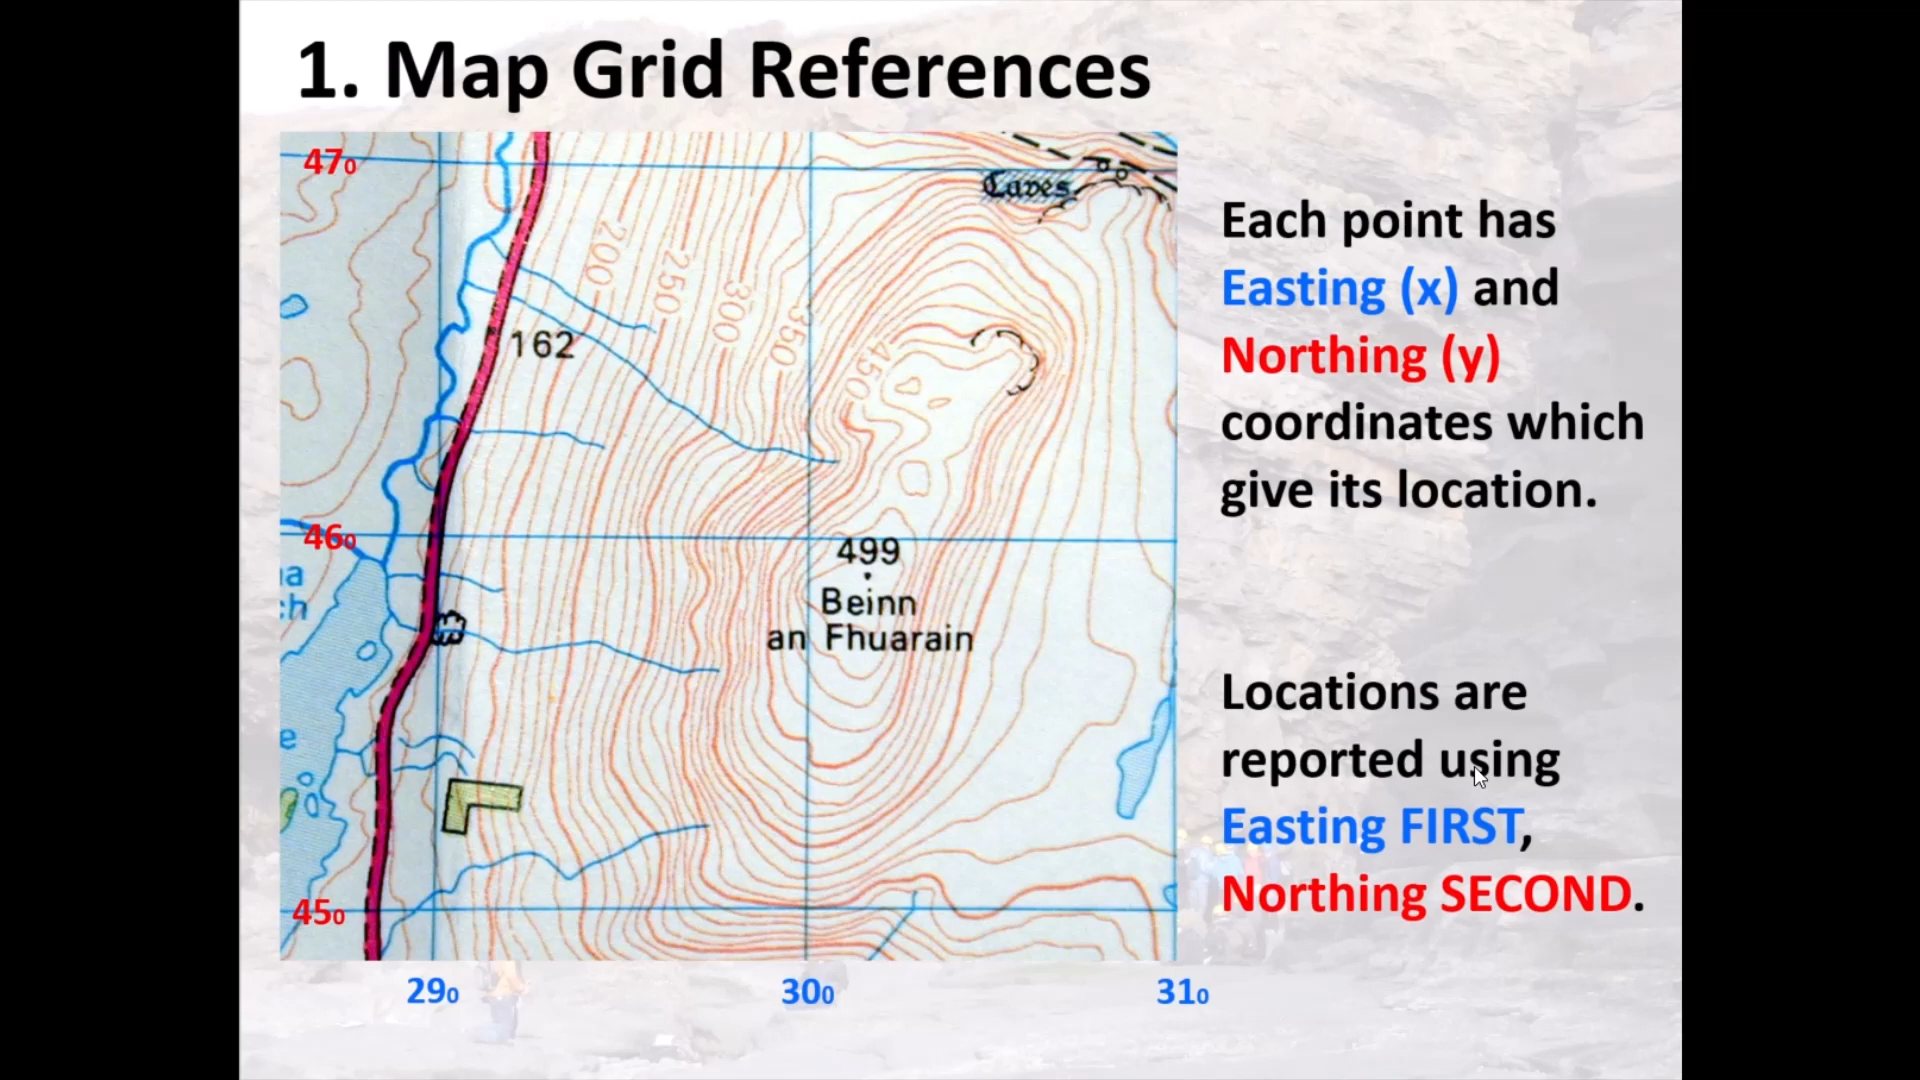 1. Map Grid References
470
Caves
Each point has
Easting (x) and
Northing (y)
coordinates which
give its location.
200
250
300
350
450
162
460
499
Beinn
an Fhuarain
a
ch
e
Locations are
reported using
Easting FIRST,
Northing SECOND.
450
290
300
310